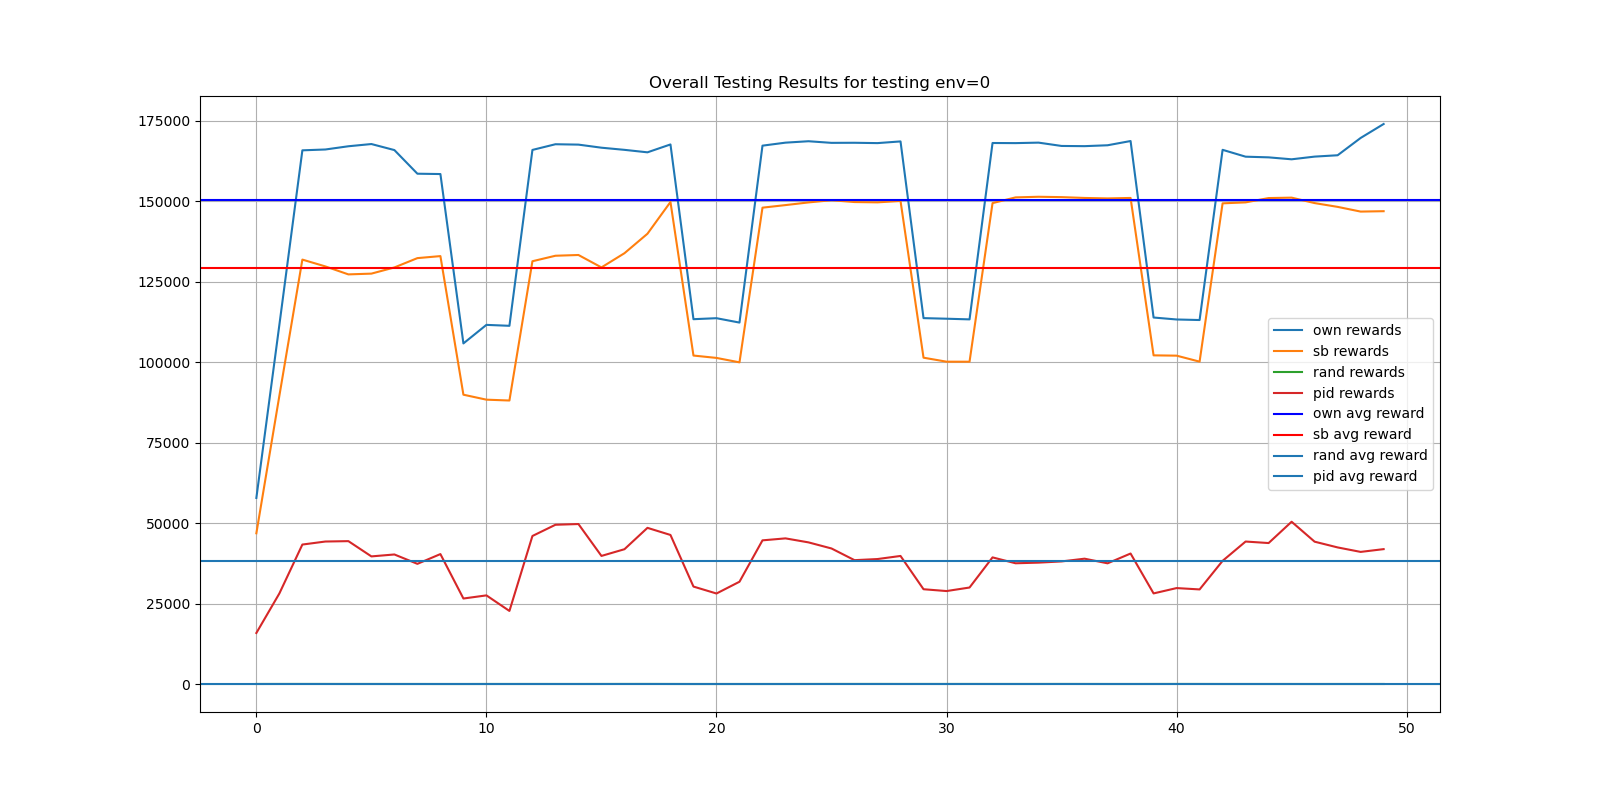 Overall Testing Results for testing env=0
175000
150000
125000
100000
75000
50000
25000
0
own rewards
sb rewards
rand rewards
pid rewards
own avg reward
sb avg reward
rand avg reward
pid avg reward
0 10 20 30 40 50